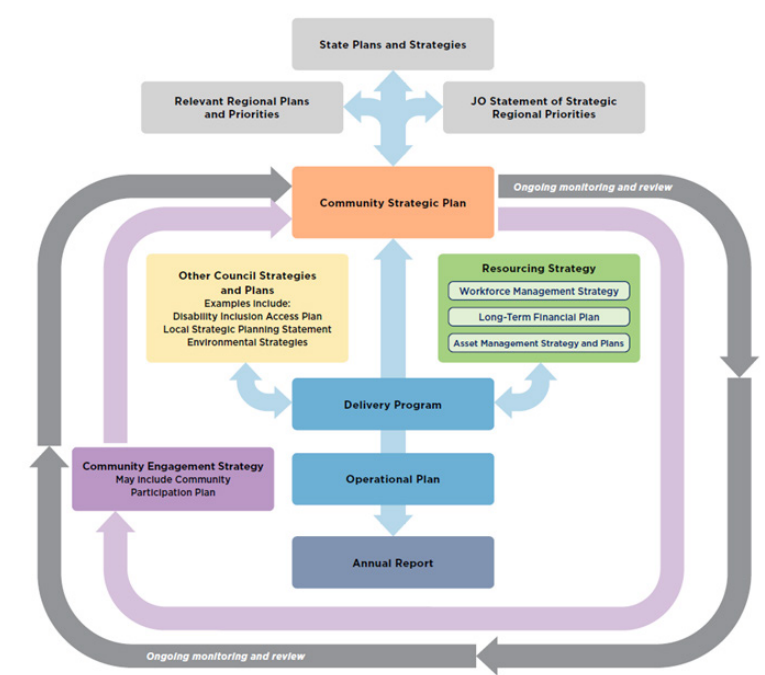 State Plans and Strategies
Relevant Regional Plans
and Priorities
JO Statement of Strategic
Regional Priorities
Community Strategic Plan
Ongoing monitoring and review
Other Council Strategies
and Plans
Examples include:
Disability Inclusion Access Plan
Local Strategic Planning Statement
Environmental Strategies
Resourcing Strategy
Workforce Management Strategy
Long-Term Financial Plan
Asset Management Strategy and Plans
Delivery Program
Community Engagement Strategy
May include Community
Participation Plan
Operational Plan
Annual Report
Ongoing monitoring and review